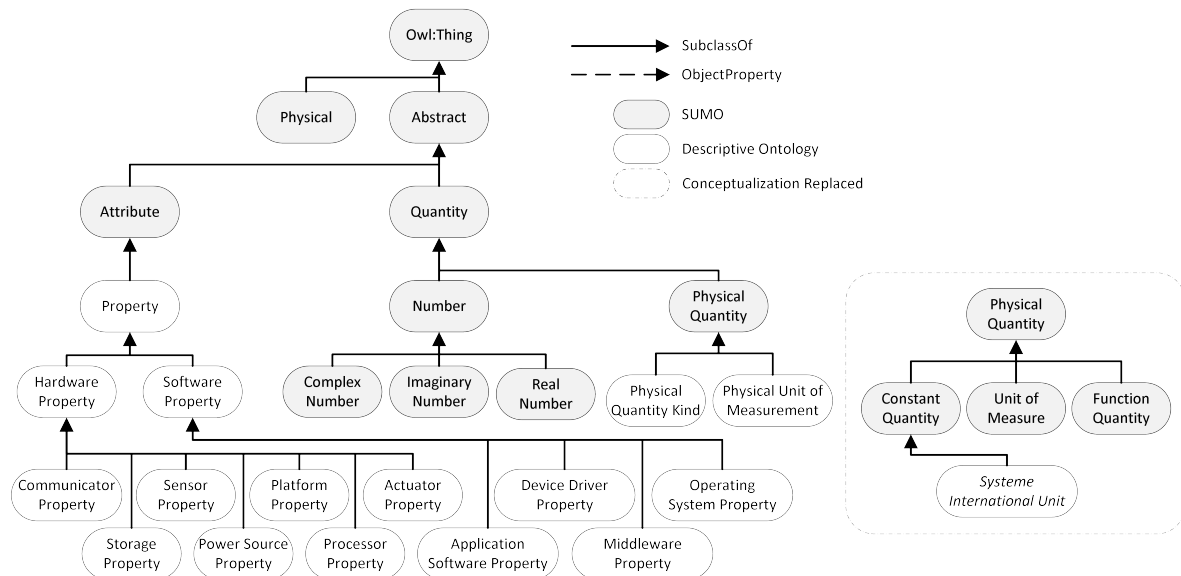 Owl:Thing
SubclassOf
ObjectProperty
Physical
Abstract
SUMO
Descriptive Ontology
Conceptualization Replaced
Attribute
Quantity
Property
Number
Physical
Quantity
Hardware
Property
Software
Property
Complex
Number
Imaginary
Number
Real
Number
Physical
Quantity Kind
Physical Unit of
Measurement
Communicator
Property
Sensor
Property
Platform
Property
Actuator
Property
Device Driver
Property
Operating
System Property
Storage
Property
Power Source
Property
Processor
Property
Application
Software Property
Middleware
Property
Physical
Quantity
Constant
Quantity
Unit of
Measure
Function
Quantity
Systeme
International Unit